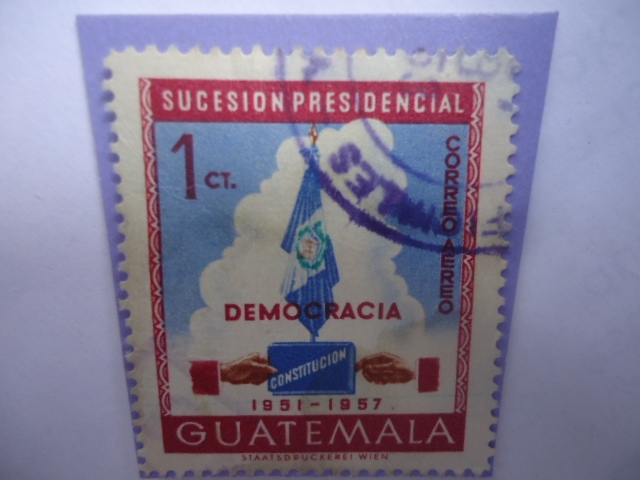 SUCESION PRESIDENCIAL
1 CT.
CORREO AEREO
DEMOCRACIA
CONSTITUCION
1951-1957.
GUATEMALA
STAATSDRUCKEREI WIEN